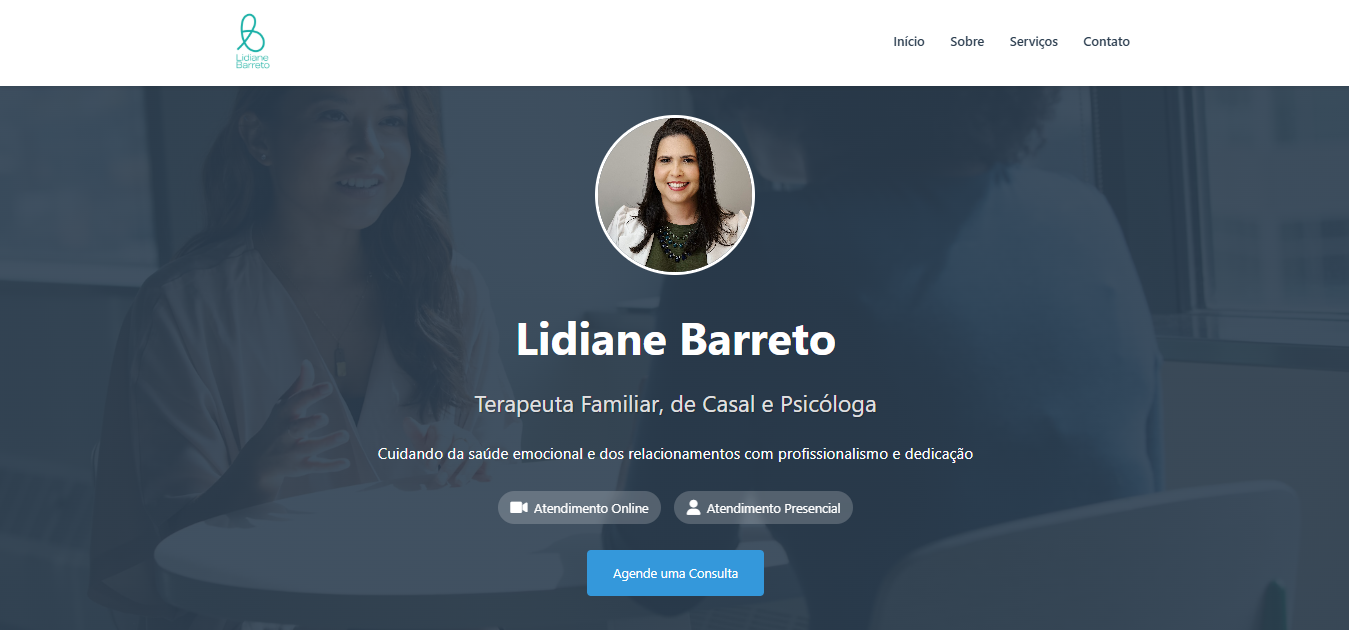 Lidiane
Barreto
Início Sobre Serviços Contato
Lidiane Barreto
Terapeuta Familiar, de Casal e Psicóloga
Cuidando da saúde emocional e dos relacionamentos com profissionalismo e dedicação
Atendimento Online Atendimento Presencial
Agende uma Consulta